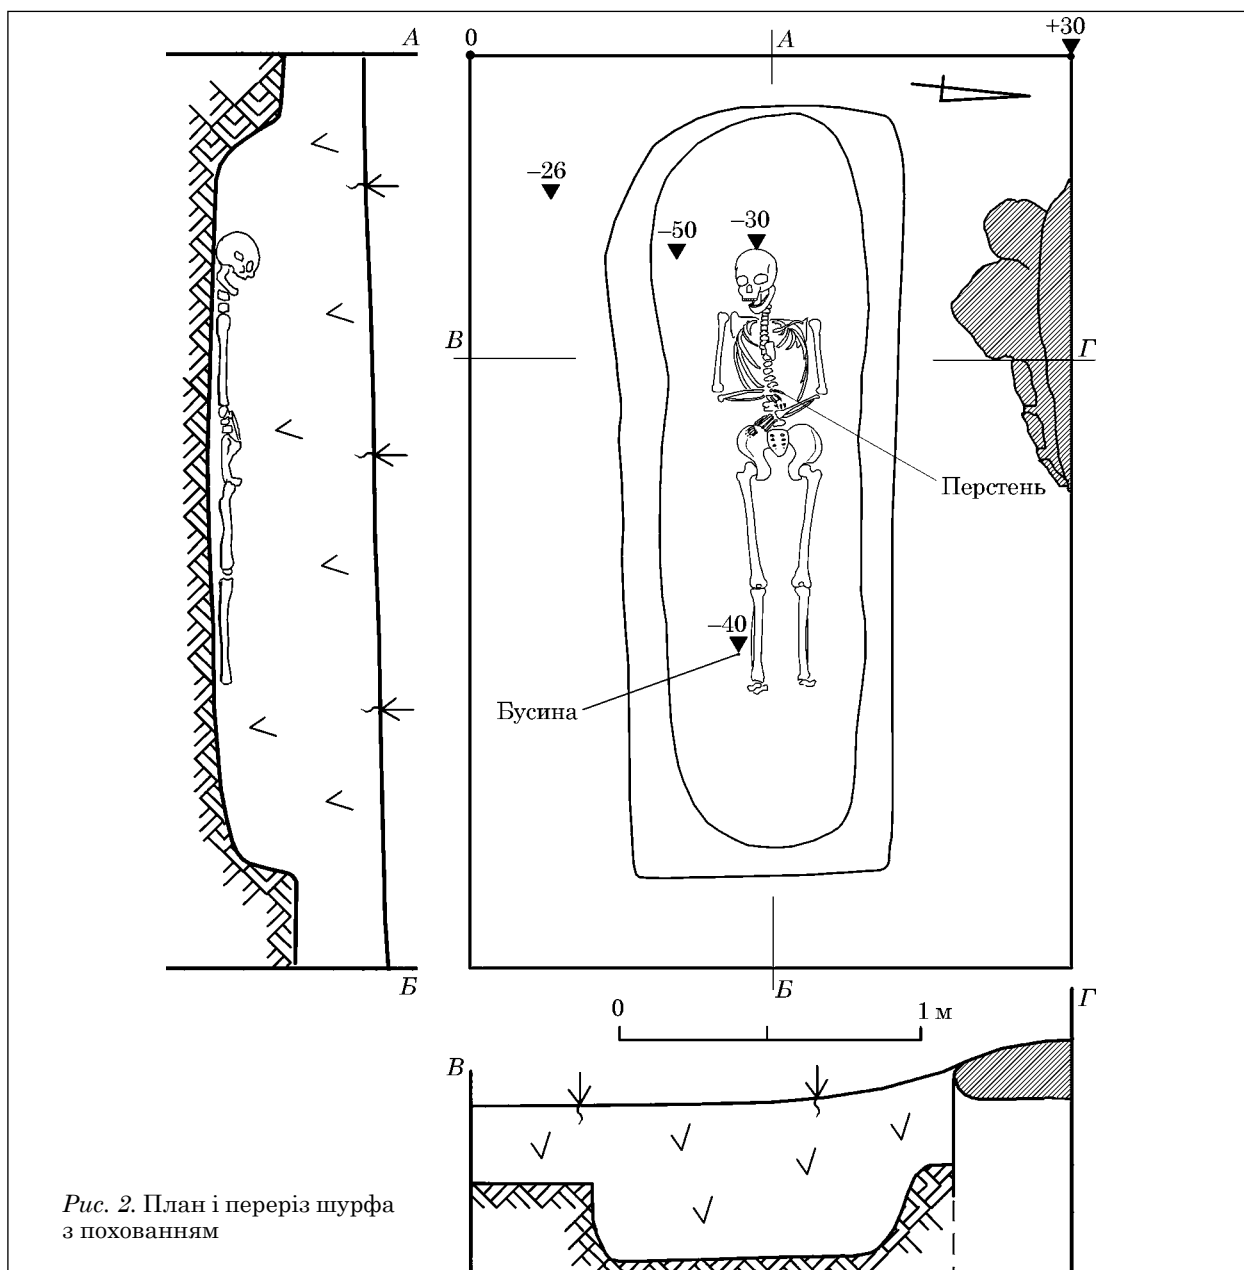 А
0
А
+30
–26
–50
–30
В
Г
Перстень
–40
Бусина
Б
Б
0
1 м
Г
В
Рис. 2. План і переріз шурфа
з похованням